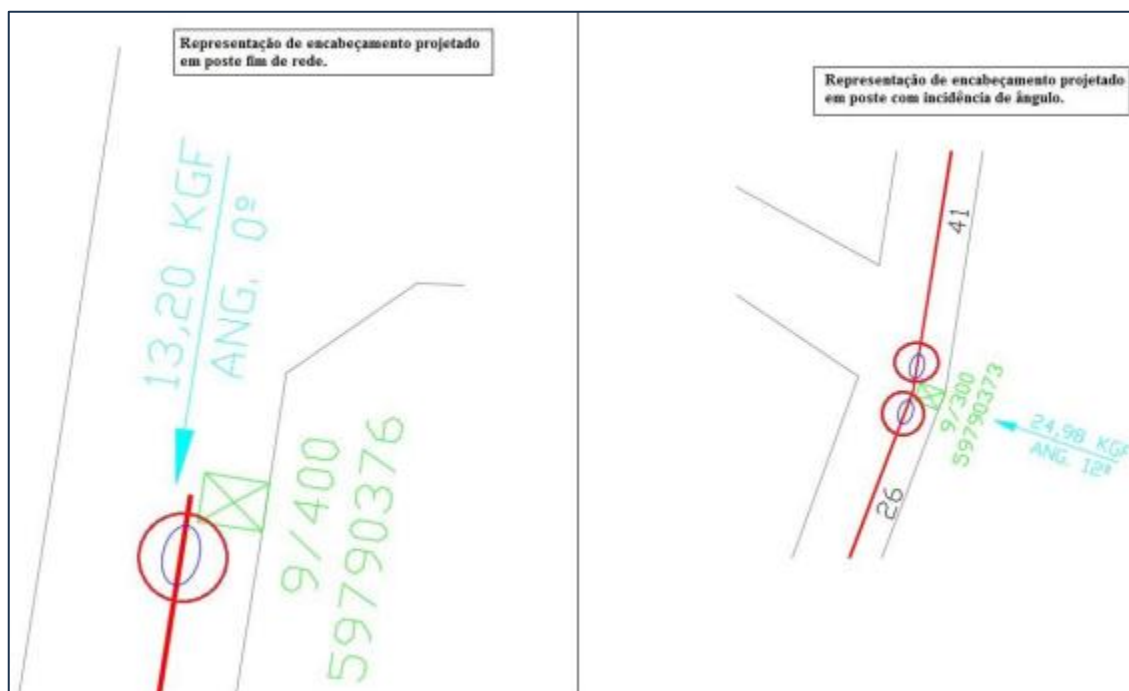 Representação de encabeçamento projetado
em poste fim de rede.
13,20 KGF
ANG. 0º
9/400
59790376
Representação de encabeçamento projetado
em poste com incidência de ângulo.
41
9/300
59790373
24,98 KGF
ANG. 12º
26